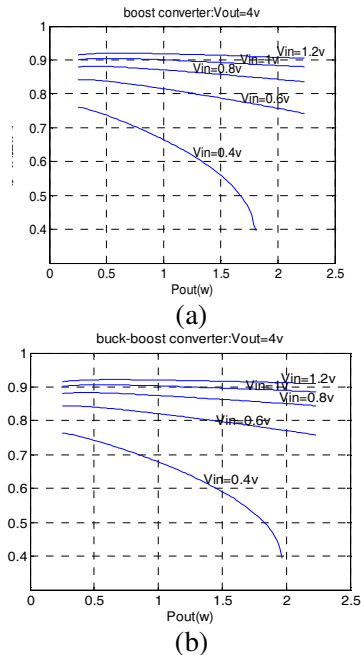 boost converter:Vout=4v
1
0.9
0.8
0.7
0.6
0.5
0.4
Vin=1.2v
Vin=1v
Vin=0.8v
Vin=0.6v
Vin=0.4v
0 0.5 1 1.5 2 2.5
Pout(w)
(a)
buck-boost converter:Vout=4v
1
0.9
0.8
0.7
0.6
0.5
0.4
Vin=1.2v
Vin=1v
Vin=0.8v
Vin=0.6v
Vin=0.4v
0 0.5 1 1.5 2 2.5
Pout(w)
(b)